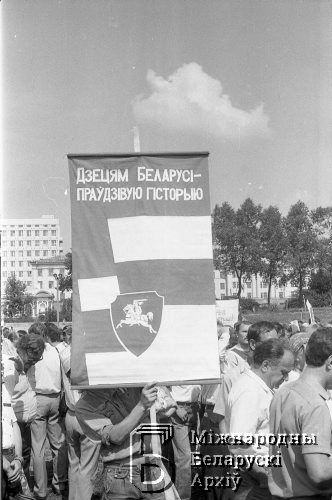 Дзецям Беларусі-
праўдзівую гісторыю
Міжнародны
Беларускі
Архіў